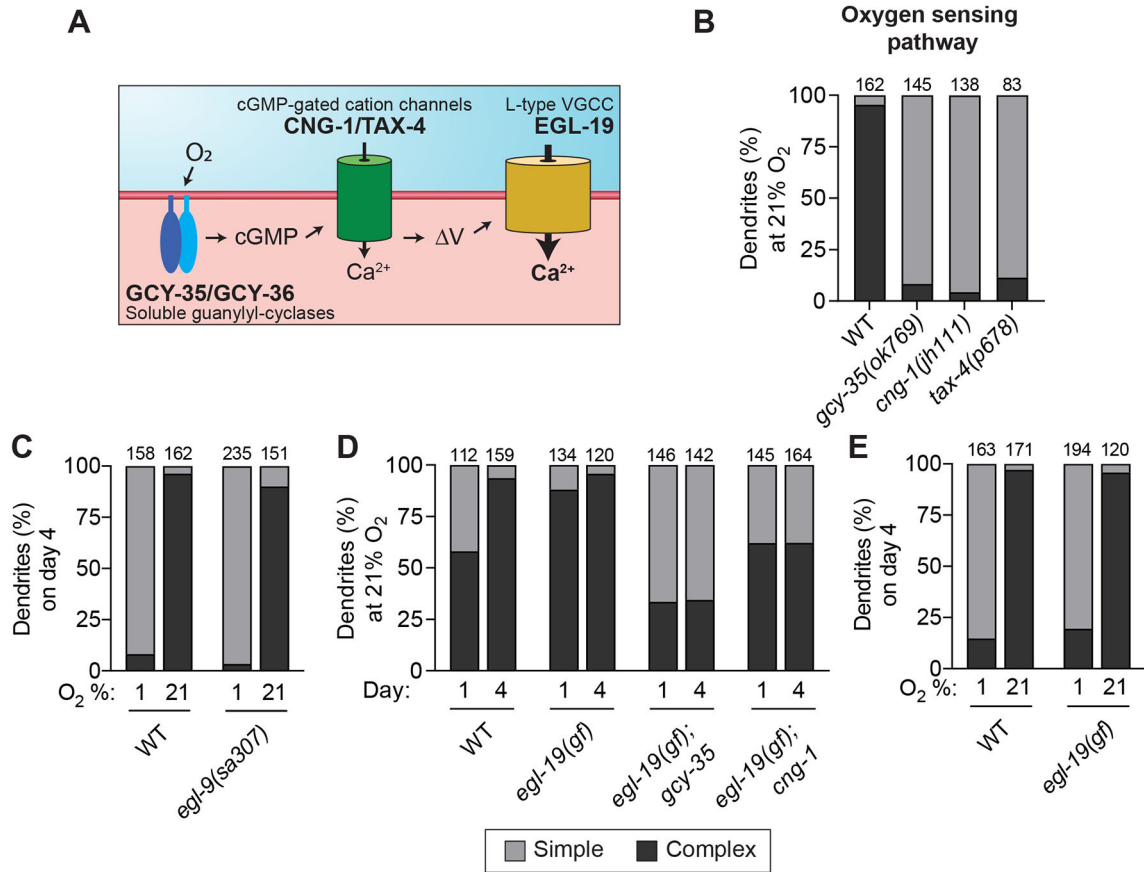 A
cGMP-gated cation channels
CNG-1/TAX-4
L-type VGCC
EGL-19
O₂
cGMP
Ca²⁺
ΔV
Ca²⁺
GCY-35/GCY-36
Soluble guanylyl-cyclases
B
Oxygen sensing
pathway
162 145 138 83
Dendrites (%)
at 21% O₂
100
75
50
25
0
WT
gcy-35(ok769)
cng-1(jh111)
tax-4(p678)
C
158 162 235 151
Dendrites (%)
on day 4
100
75
50
25
0
O₂ %: 1 21 1 21
WT
egl-9(sa307)
D
112 159 134 120 146 142 145 164
Dendrites (%)
at 21% O₂
100
75
50
25
0
Day: 1 4 1 4 1 4 1 4
WT
egl-19(gf)
egl-19(gf);
gcy-35
egl-19(gf);
cng-1
E
163 171 194 120
Dendrites (%)
on day 4
100
75
50
25
0
O₂ %: 1 21 1 21
WT
egl-19(gf)
Simple Complex